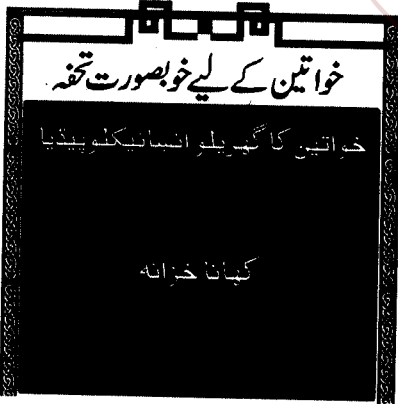 خواتین کے لیے خوبصورت تحفہ
خواتین کا گھریلو انسائیکلوپیڈیا
کھانا خزانہ